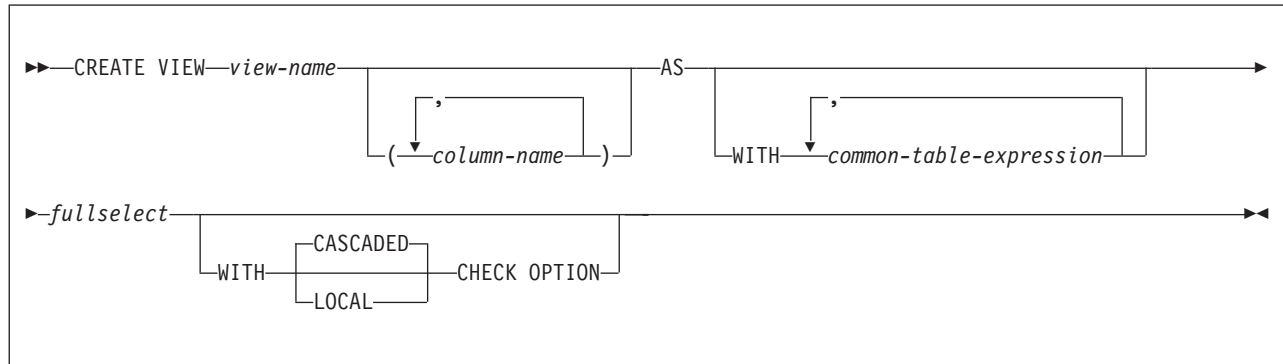 CREATE VIEW view-name AS
, ,
( column-name ) WITH common-table-expression
fullselect
CASCADED
WITH CHECK OPTION
LOCAL